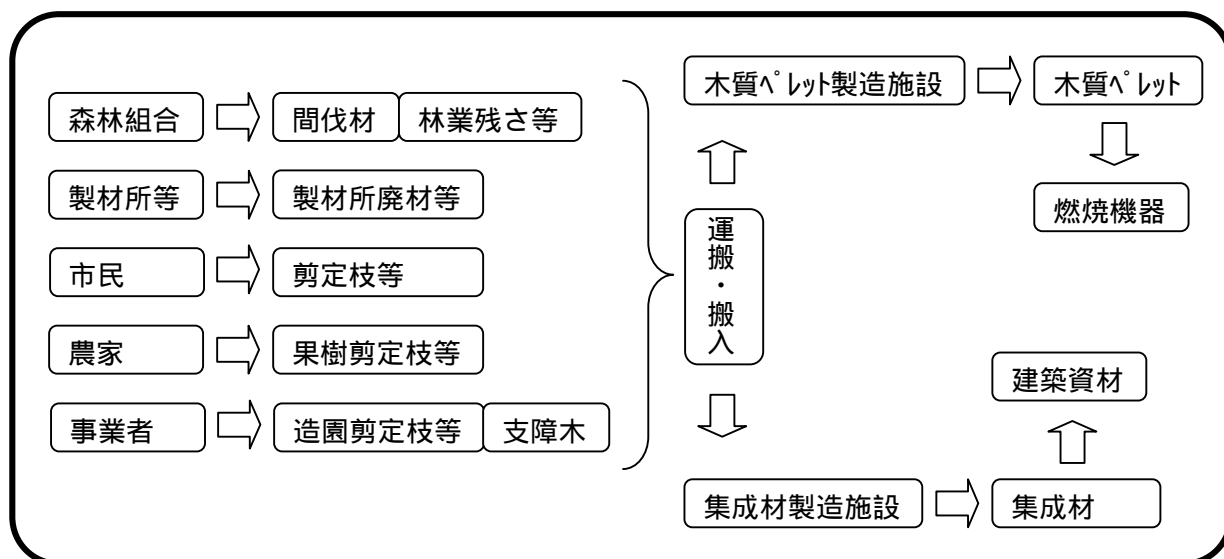 森林組合
間伐材
林業残さ等
製材所等
製材所廃材等
市民
剪定枝等
農家
果樹剪定枝等
事業者
造園剪定枝等
支障木
運搬・搬入
木質ﾍﾟﾚｯﾄ製造施設
木質ﾍﾟﾚｯﾄ
燃焼機器
集成材製造施設
集成材
建築資材